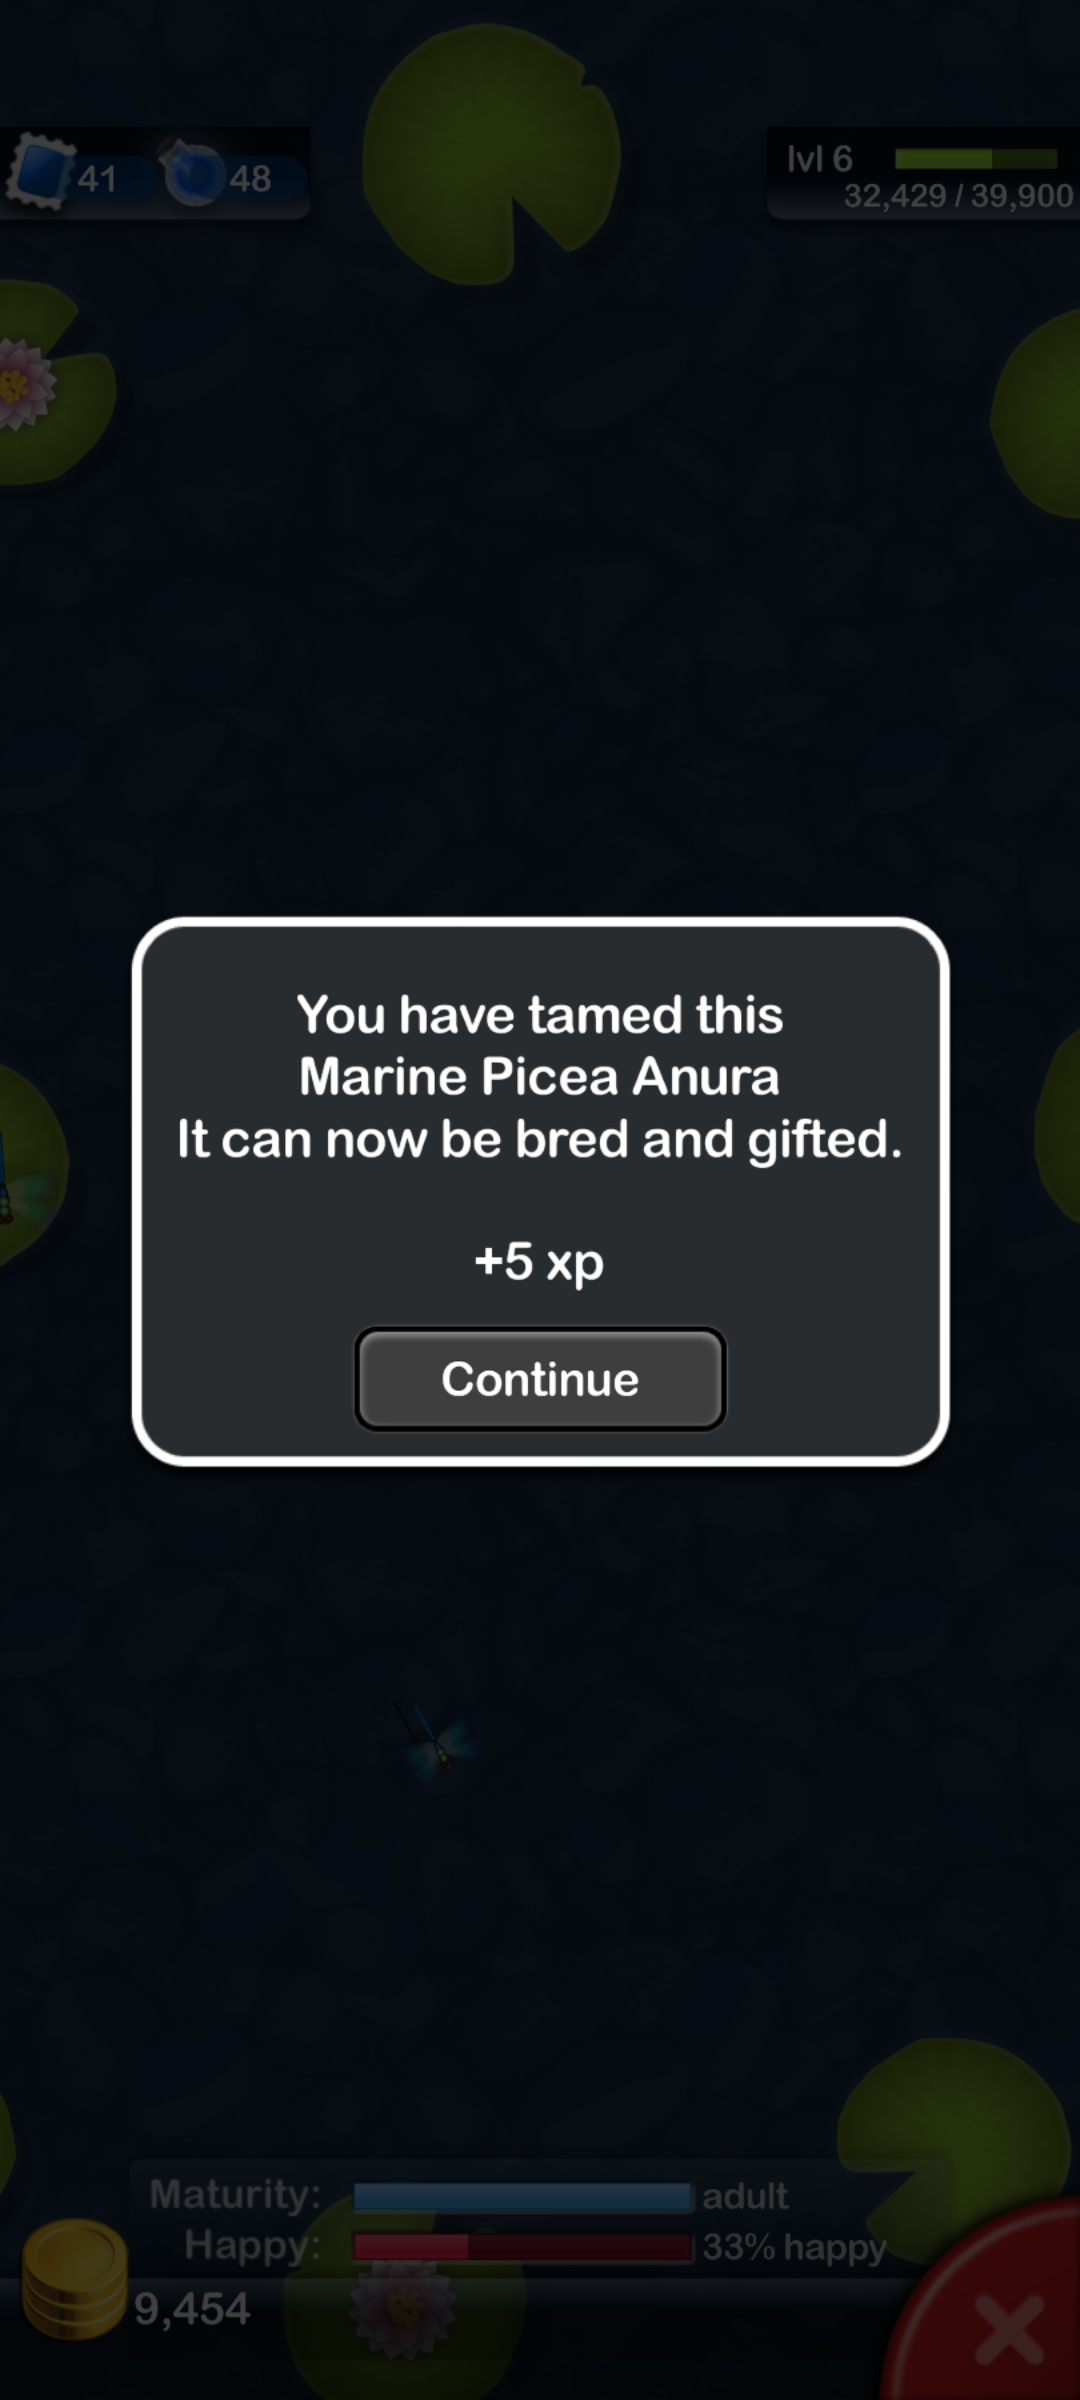 41
48
lvl 6
32,429 / 39,900
You have tamed this
Marine Picea Anura
It can now be bred and gifted.
+5 xp
Continue
Maturity: adult
Happy: 33% happy
9,454